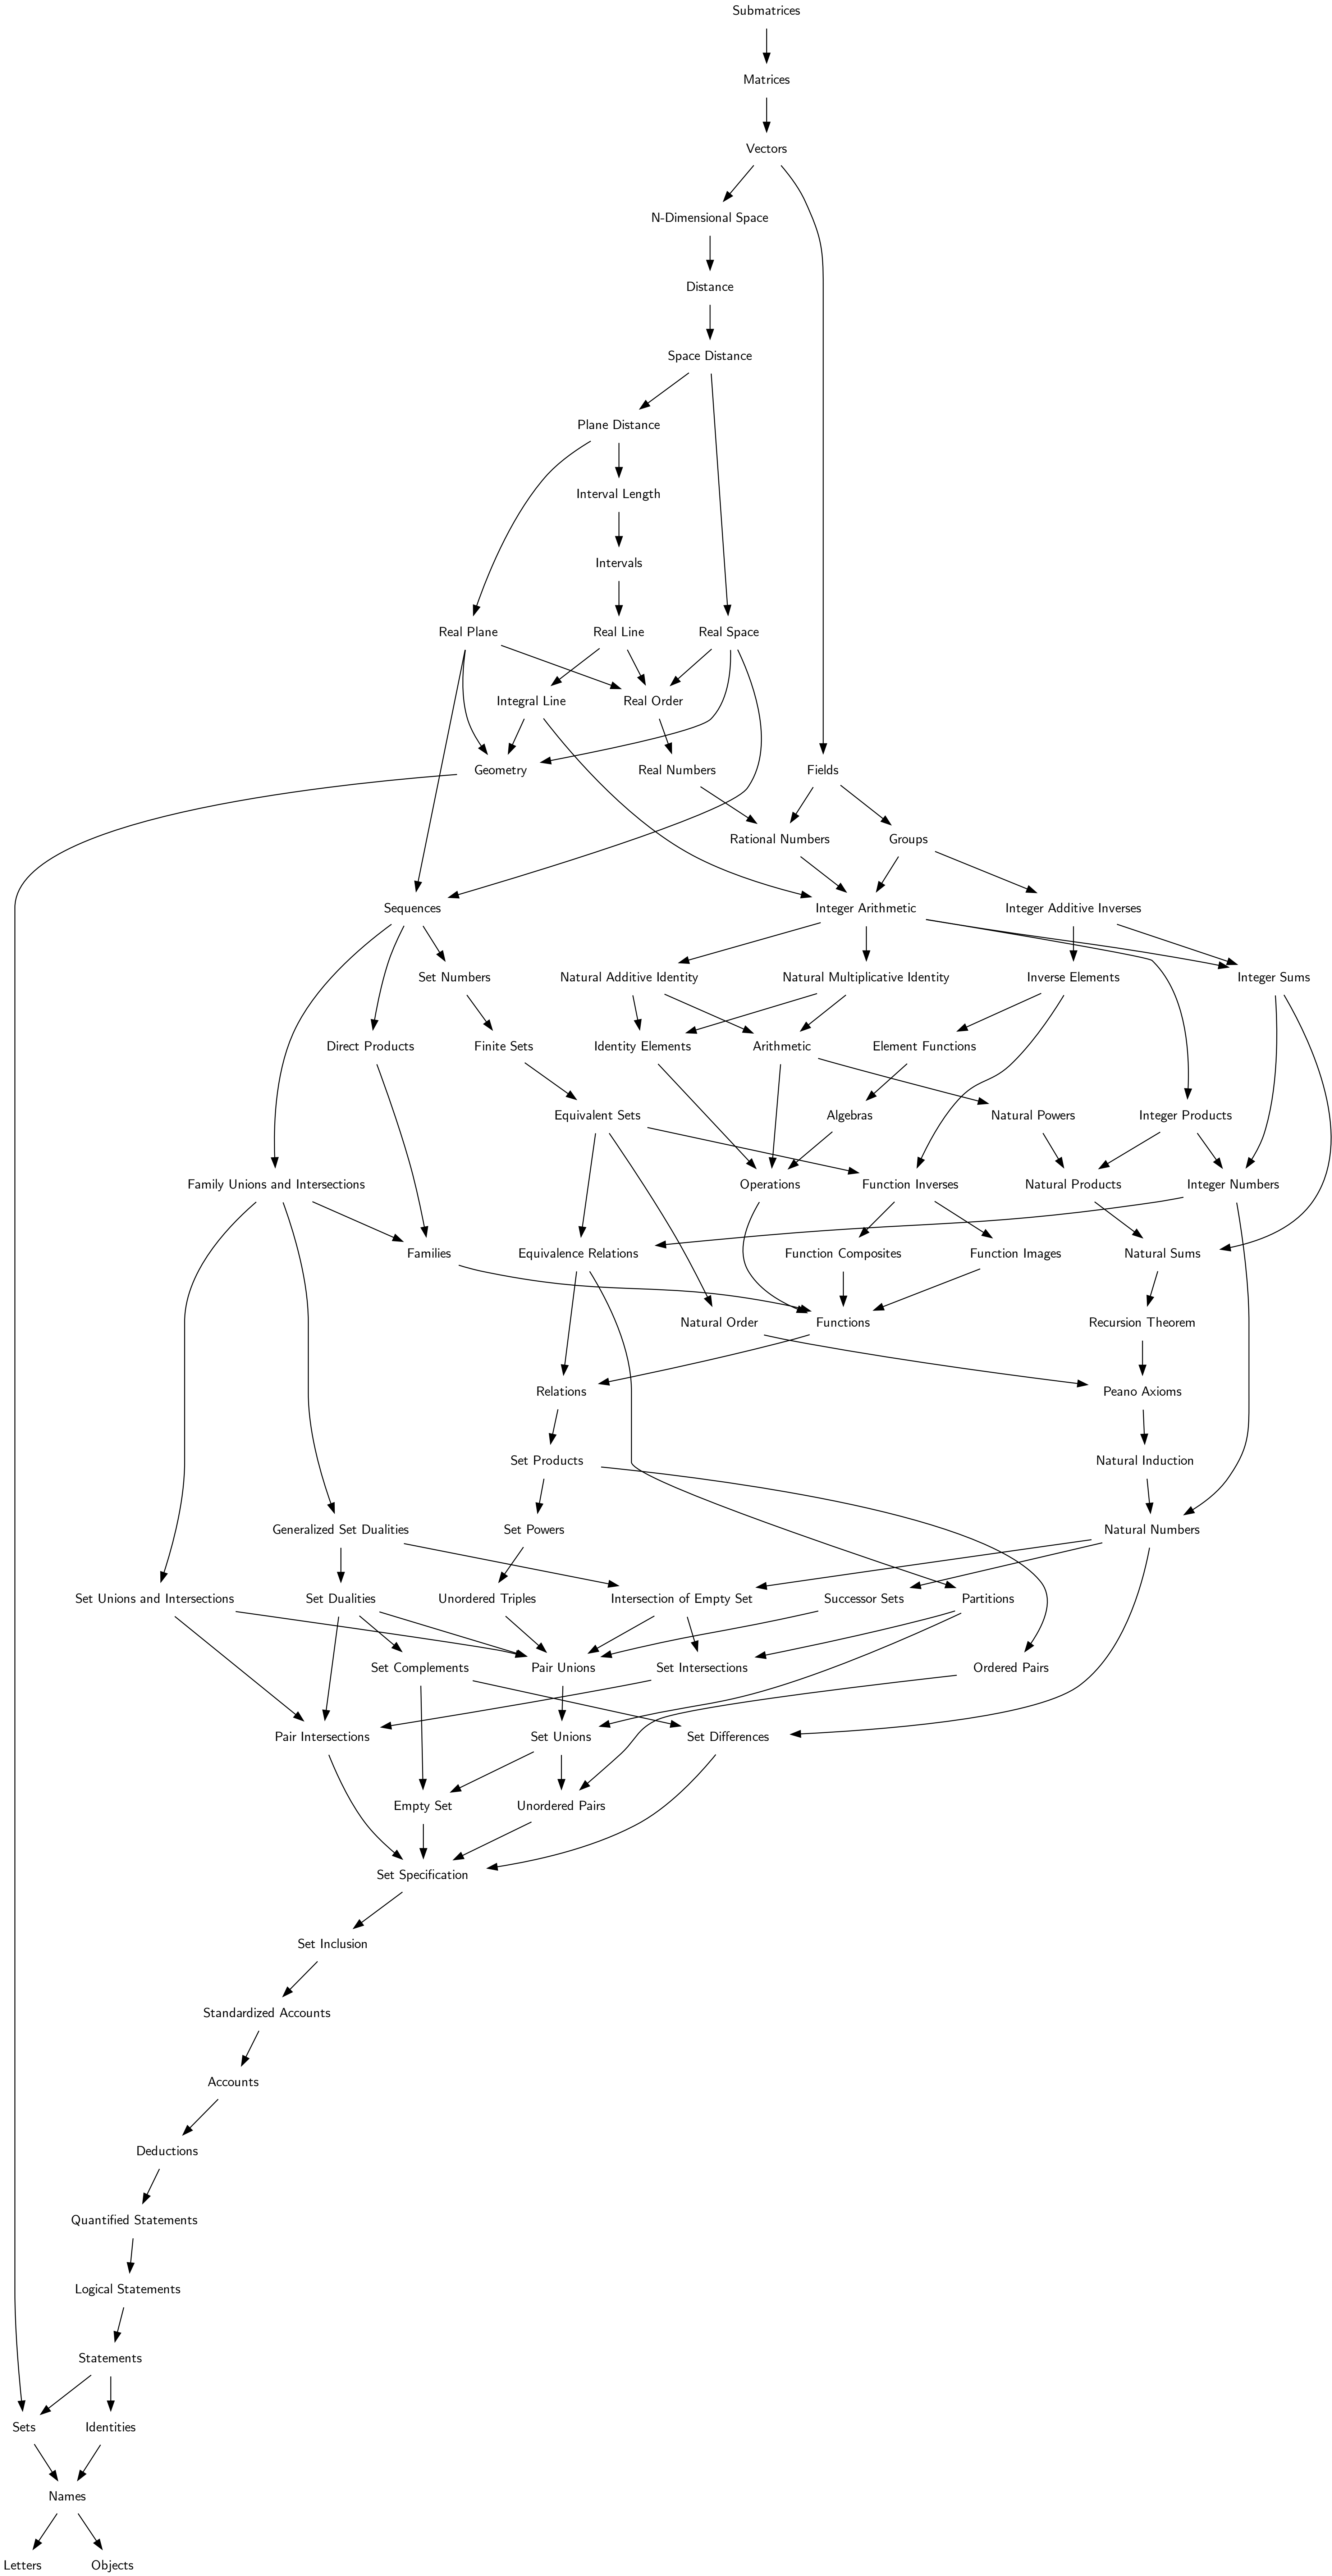 Submatrices
Matrices
Vectors
N-Dimensional Space
Distance
Space Distance
Plane Distance
Interval Length
Intervals
Real Plane
Real Line
Real Space
Integral Line
Real Order
Geometry
Real Numbers
Fields
Rational Numbers
Groups
Sequences
Integer Arithmetic
Integer Additive Inverses
Set Numbers
Natural Additive Identity
Natural Multiplicative Identity
Inverse Elements
Integer Sums
Direct Products
Finite Sets
Identity Elements
Arithmetic
Element Functions
Equivalent Sets
Algebras
Natural Powers
Integer Products
Family Unions and Intersections
Operations
Function Inverses
Natural Products
Integer Numbers
Families
Equivalence Relations
Function Composites
Function Images
Natural Sums
Natural Order
Functions
Recursion Theorem
Relations
Peano Axioms
Set Products
Natural Induction
Generalized Set Dualities
Set Powers
Natural Numbers
Set Unions and Intersections
Set Dualities
Unordered Triples
Intersection of Empty Set
Successor Sets
Partitions
Set Complements
Pair Unions
Set Intersections
Ordered Pairs
Pair Intersections
Set Unions
Set Differences
Empty Set
Unordered Pairs
Set Specification
Set Inclusion
Standardized Accounts
Accounts
Deductions
Quantified Statements
Logical Statements
Statements
Sets
Identities
Names
Letters
Objects